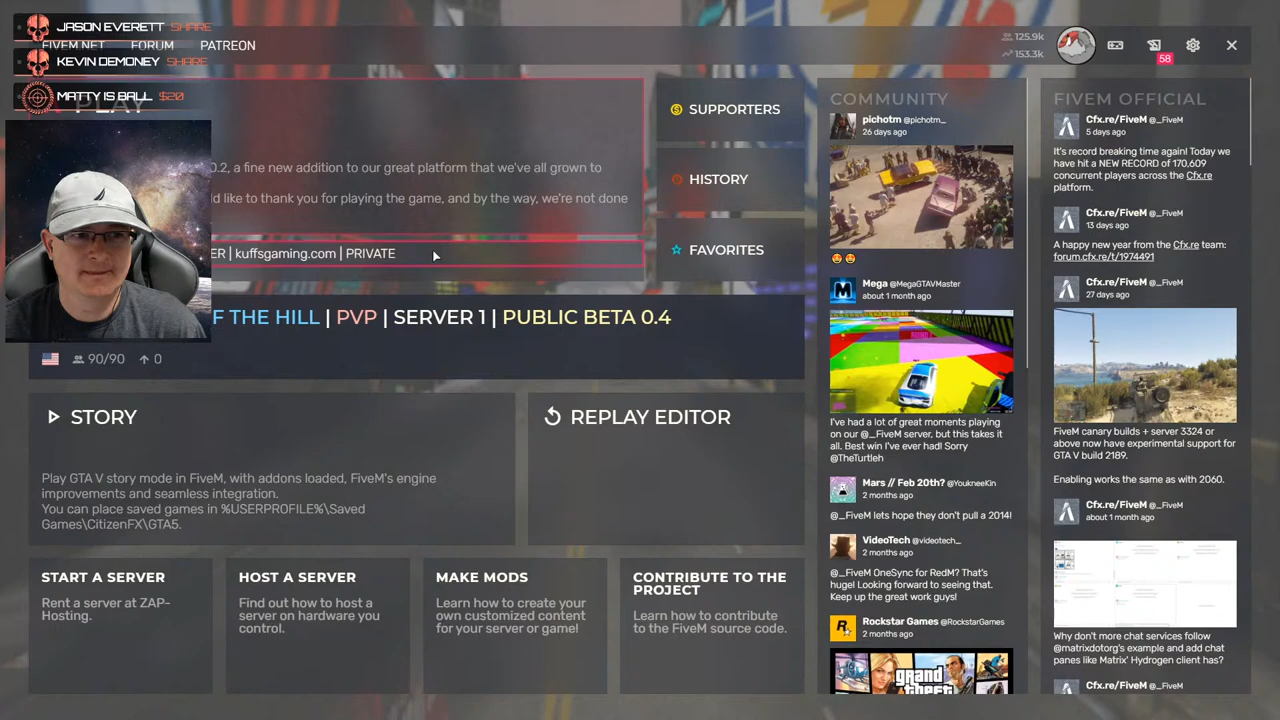 JASON EVERETT SHARE
FIVEM.NET FORUM PATREON
KEVIN DEMONEY SHARE
MATTY IS BALL $20
PLAY
0.2, a fine new addition to our great platform that we've all grown to
like to thank you for playing the game, and by the way, we're not done
| kuffsgaming.com | PRIVATE
F THE HILL | PVP | SERVER 1 | PUBLIC BETA 0.4
90/90 0
STORY
Play GTA V story mode in FiveM, with addons loaded, FiveM's engine
improvements and seamless integration.
You can place saved games in %USERPROFILE%\Saved
Games\CitizenFX\GTA5.
REPLAY EDITOR
START A SERVER
Rent a server at ZAP-
Hosting.
HOST A SERVER
Find out how to host a
server on hardware you
control.
MAKE MODS
Learn how to create your
own customized content
for your server or game!
CONTRIBUTE TO THE
PROJECT
Learn how to contribute
to the FiveM source code.
SUPPORTERS
HISTORY
FAVORITES
125.9k
153.3k
58
COMMUNITY
pichotm @pichotm_
26 days ago
Mega @MegaGTAVMaster
about 1 month ago
I've had a lot of great moments playing
on our @_FiveM server, but this takes it
all. Best win I've ever had! Sorry
@TheTurtleh
Mars // Feb 20th? @YoukneeKin
2 months ago
@_FiveM lets hope they don't pull a 2014!
VideoTech @videotech_
2 months ago
@_FiveM OneSync for RedM? That's
huge! Looking forward to seeing that.
Keep up the great work guys!
Rockstar Games @RockstarGames
2 months ago
grand
theft
FIVEM OFFICIAL
Cfx.re/FiveM @_FiveM
5 days ago
It's record breaking time again! Today we
have hit a NEW RECORD of 170,609
concurrent players across the Cfx.re
platform.
Cfx.re/FiveM @_FiveM
13 days ago
A happy new year from the Cfx.re team:
forum.cfx.re/t/1974491
Cfx.re/FiveM @_FiveM
27 days ago
FiveM canary builds + server 3324 or
above now have experimental support for
GTA V build 2189.
Enabling works the same as with 2060.
Cfx.re/FiveM @_FiveM
about 1 month ago
Why don't more chat services follow
@matrixdotorg's example and add chat
panes like Matrix' Hydrogen client has?
Cfx.re/FiveM @_FiveM